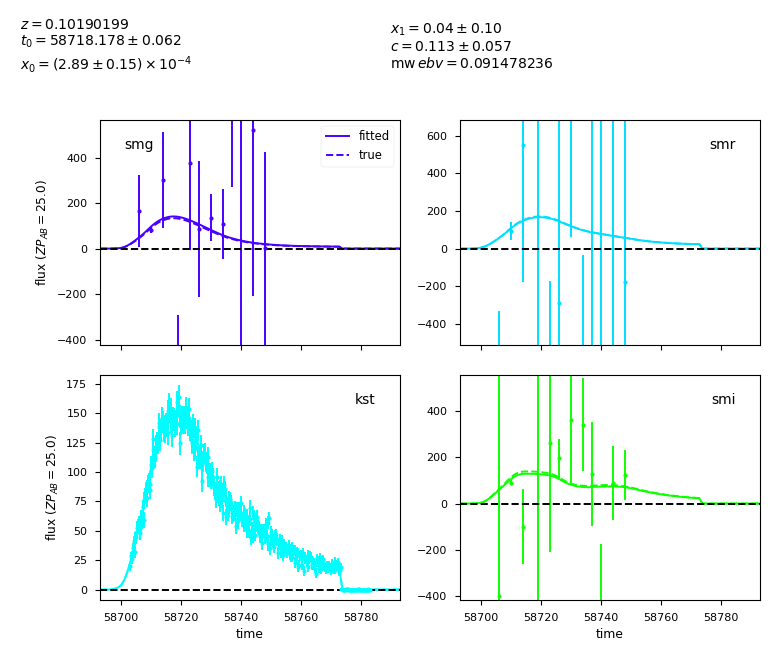 z = 0.10190199
t₀ = 58718.178 ± 0.062
x₀ = (2.89 ± 0.15) × 10⁻⁴
x₁ = 0.04 ± 0.10
c = 0.113 ± 0.057
mw ebv = 0.091478236
flux (ZP_AB = 25.0)
400
200
0
−200
−400
smg
fitted
true
600
400
200
0
−200
−400
smr
flux (ZP_AB = 25.0)
175
150
125
100
75
50
25
0
kst
58700
58720
58740
58760
58780
time
400
200
0
−200
−400
smi
58700
58720
58740
58760
58780
time